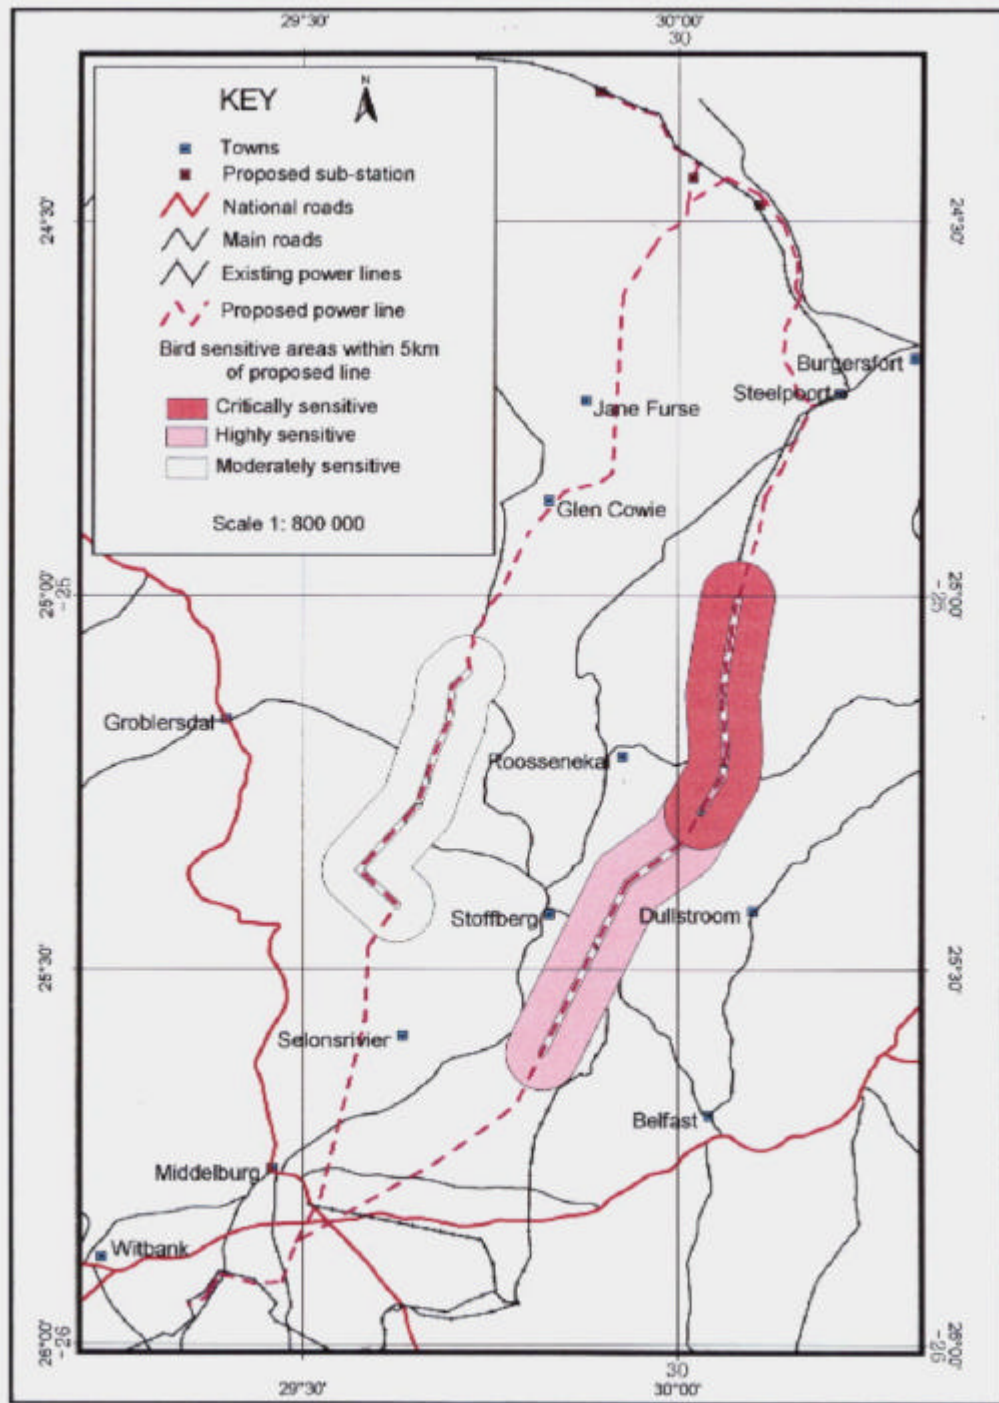 29°30'
30°00'
30
KEY
N
Towns
Proposed sub-station
National roads
Main roads
Existing power lines
Proposed power line
Bird sensitive areas within 5km
of proposed line
Critically sensitive
Highly sensitive
Moderately sensitive
Scale 1: 800 000
24°30'
24°30'
Burgersfort
Steelpoort
Jane Furse
Glen Cowie
25°00'
-25
25°00'
-25
Groblersdal
Roossenekal
Stoffberg
Dullstroom
25°30'
25°30'
Selonsrivier
Belfast
Middelburg
Witbank
26°00'
-26
26°00'
-26
29°30'
30
30°00'